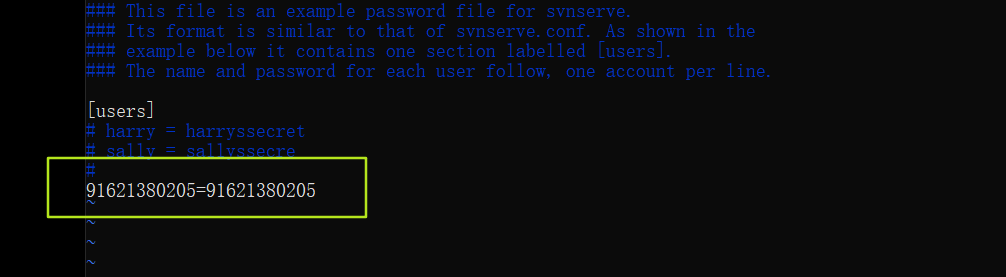 ### This file is an example password file for svnserve.
### Its format is similar to that of svnserve.conf. As shown in the
### example below it contains one section labelled [users].
### The name and password for each user follow, one account per line.
[users]
# harry = harryssecret
# sally = sallyssecre
#
91621380205=91621380205
~
~
~
~